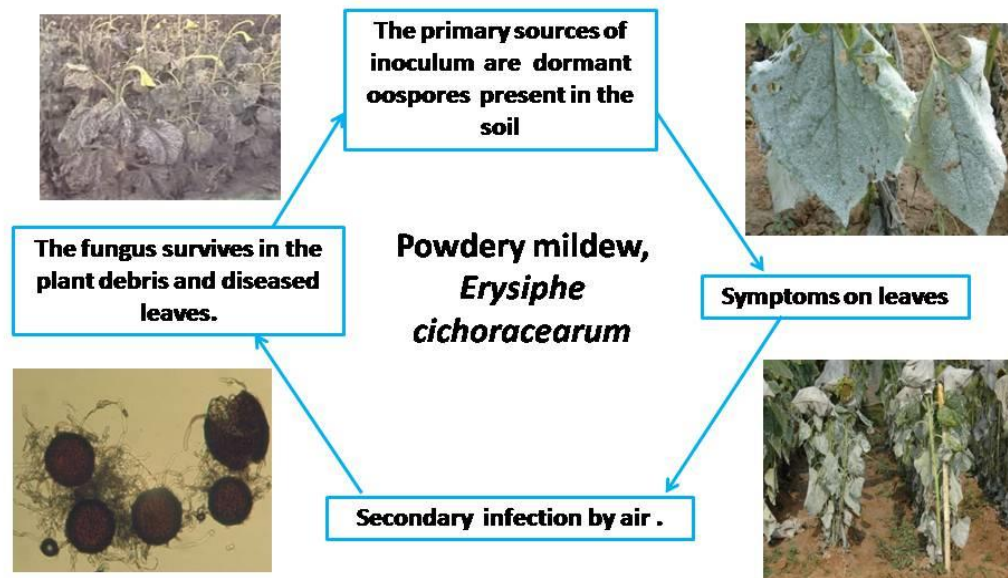 The primary sources of
inoculum are dormant
oospores present in the
soil
The fungus survives in the
plant debris and diseased
leaves.
Powdery mildew,
Erysiphe
cichoracearum
Symptoms on leaves
Secondary infection by air .